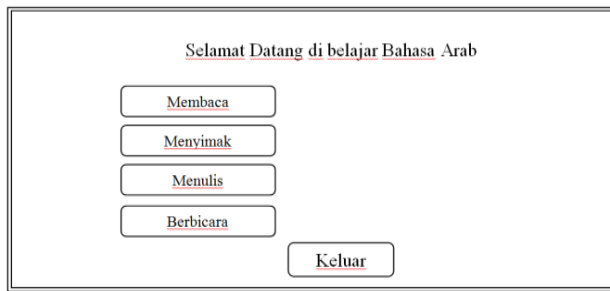 Selamat Datang di belajar Bahasa Arab
Membaca
Menyimak
Menulis
Berbicara
Keluar